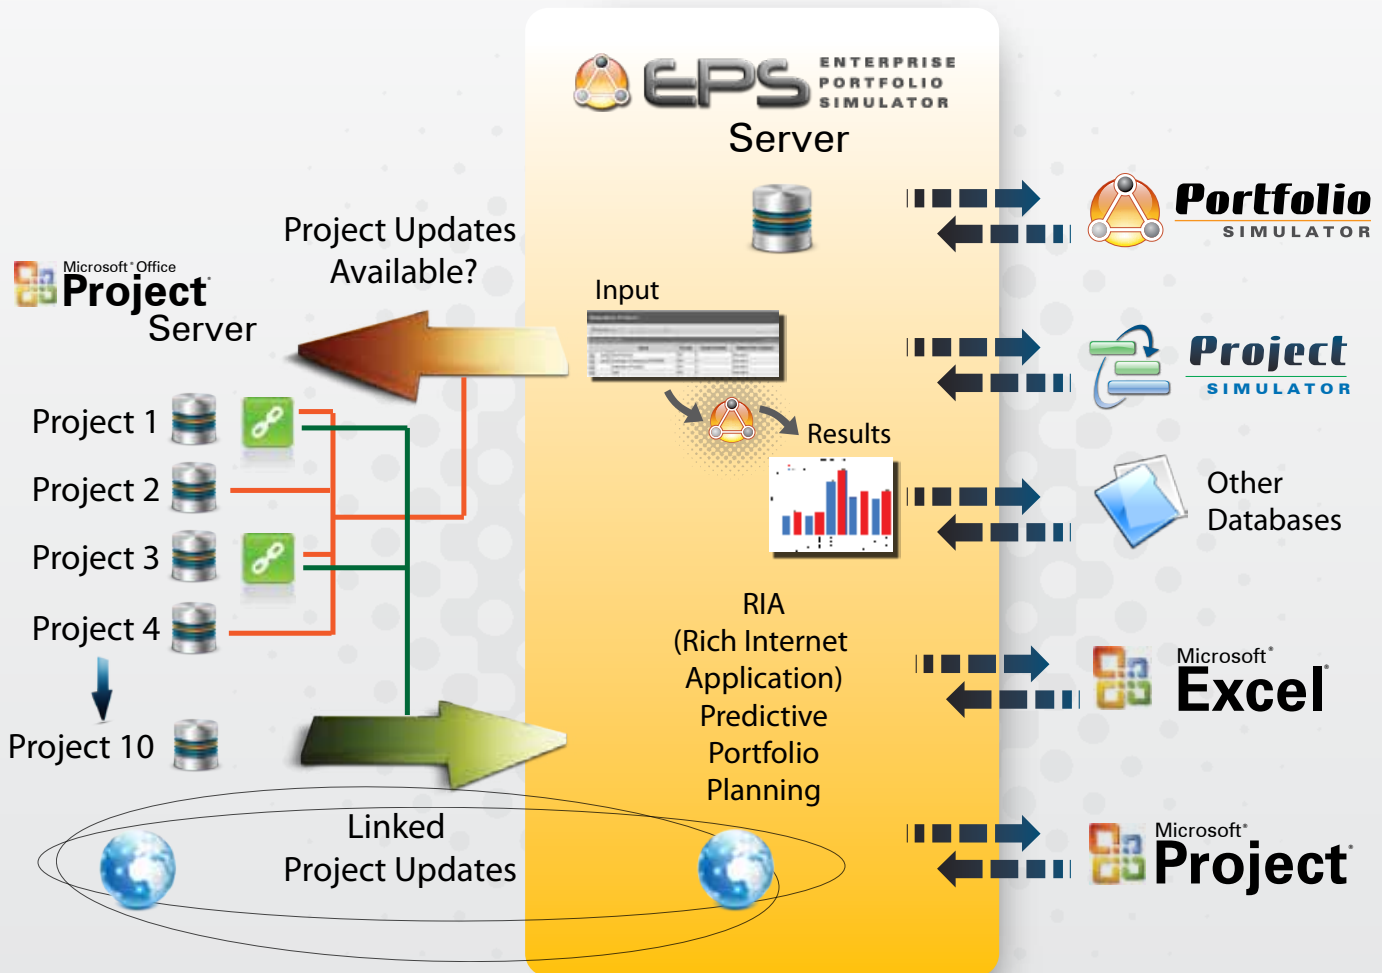 EPS
ENTERPRISE
PORTFOLIO
SIMULATOR
Server
Project Updates
Available?
Microsoft® Office
Project®
Server
Input
Results
Project 1
Project 2
Project 3
Project 4
Project 10
Linked
Project Updates
RIA
(Rich Internet
Application)
Predictive
Portfolio
Planning
Portfolio
SIMULATOR
Project
SIMULATOR
Other
Databases
Microsoft®
Excel®
Microsoft®
Project®